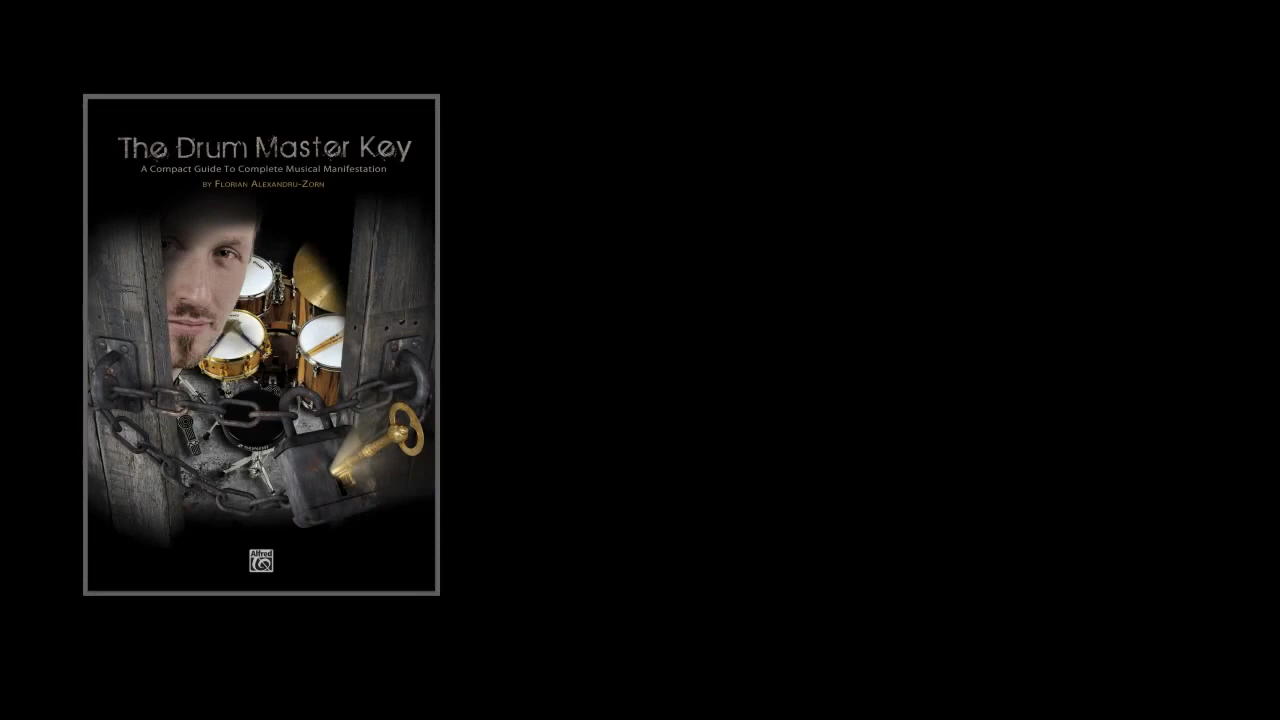 The Drum Master Key
A Compact Guide To Complete Musical Manifestation
by Florian Alexandru-Zorn
Alfred